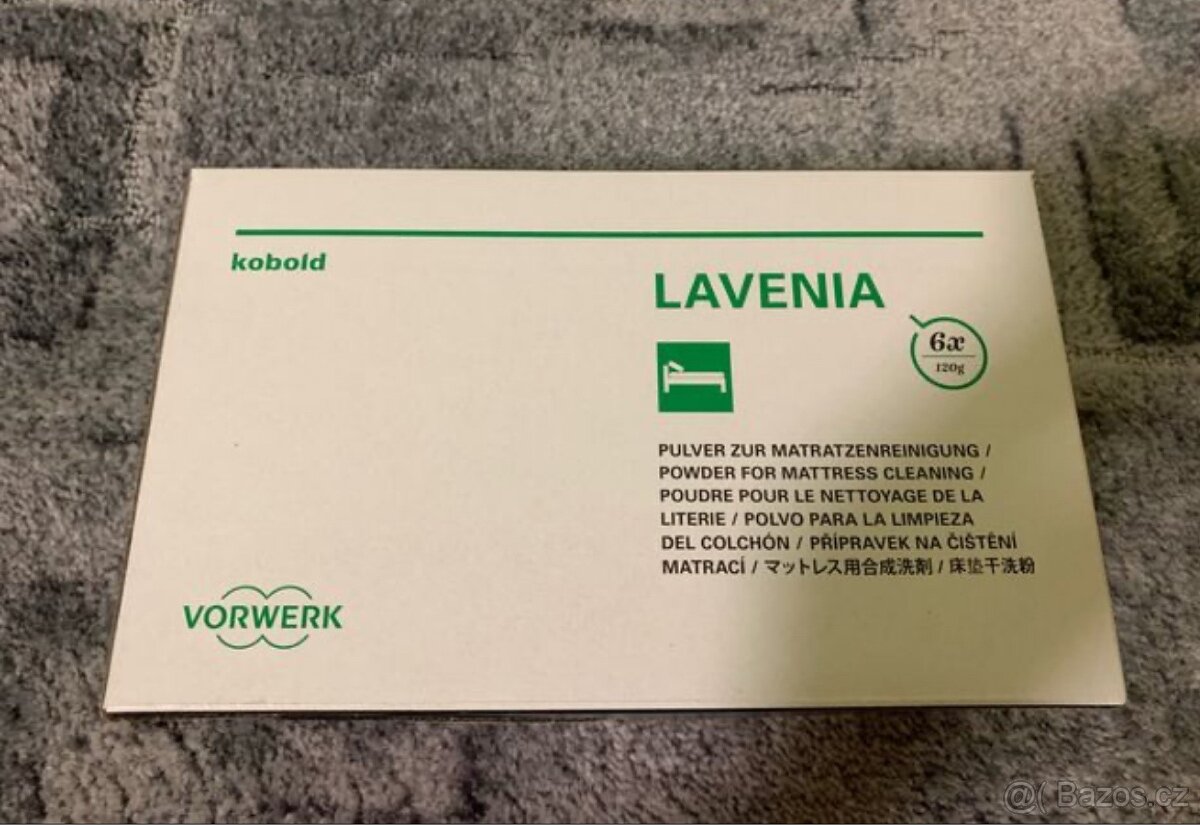 kobold
LAVENIA
6x
120g
PULVER ZUR MATRATZENREINIGUNG /
POWDER FOR MATTRESS CLEANING /
POUDRE POUR LE NETTOYAGE DE LA
LITERIE / POLVO PARA LA LIMPIEZA
DEL COLCHÓN / PŘÍPRAVEK NA ČIŠTĚNÍ
MATRACÍ / マットレス用合成洗剤 / 床垫干洗粉
VORWERK
@( Bazos.cz